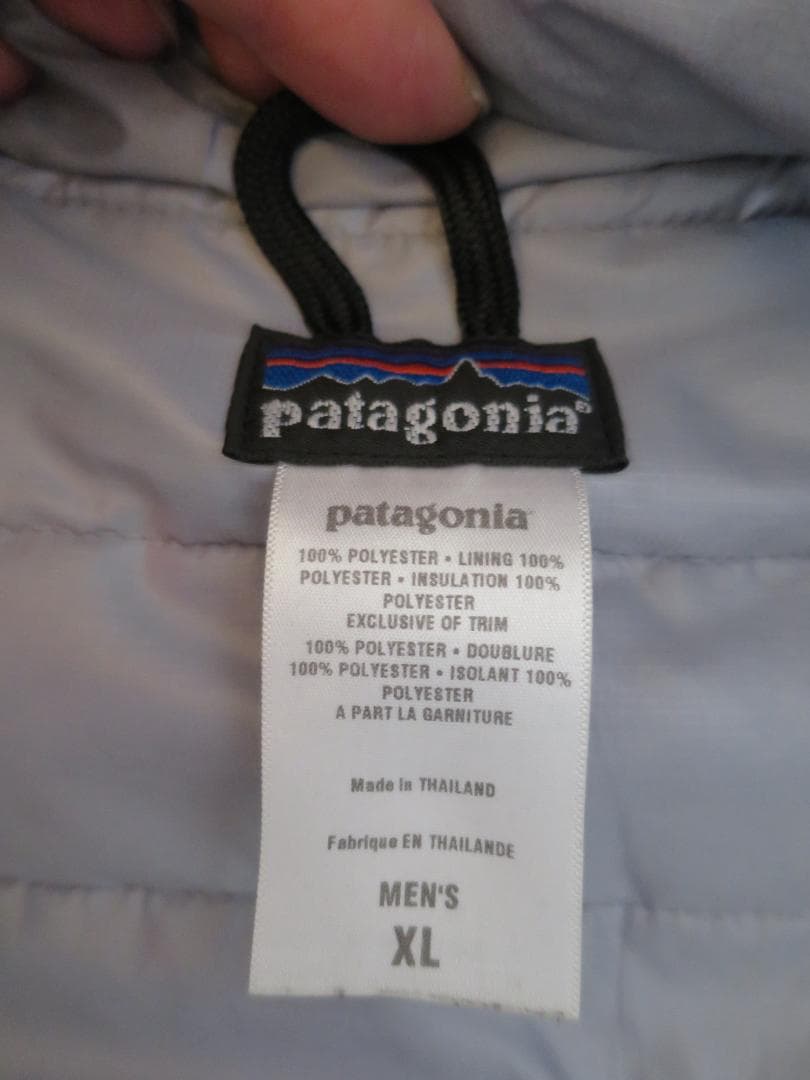 patagonia®
patagonia
100% POLYESTER • LINING 100%
POLYESTER • INSULATION 100%
POLYESTER
EXCLUSIVE OF TRIM
100% POLYESTER • DOUBLURE
100% POLYESTER • ISOLANT 100%
POLYESTER
A PART LA GARNITURE
Made in THAILAND
Fabrique EN THAILANDE
MEN'S
XL